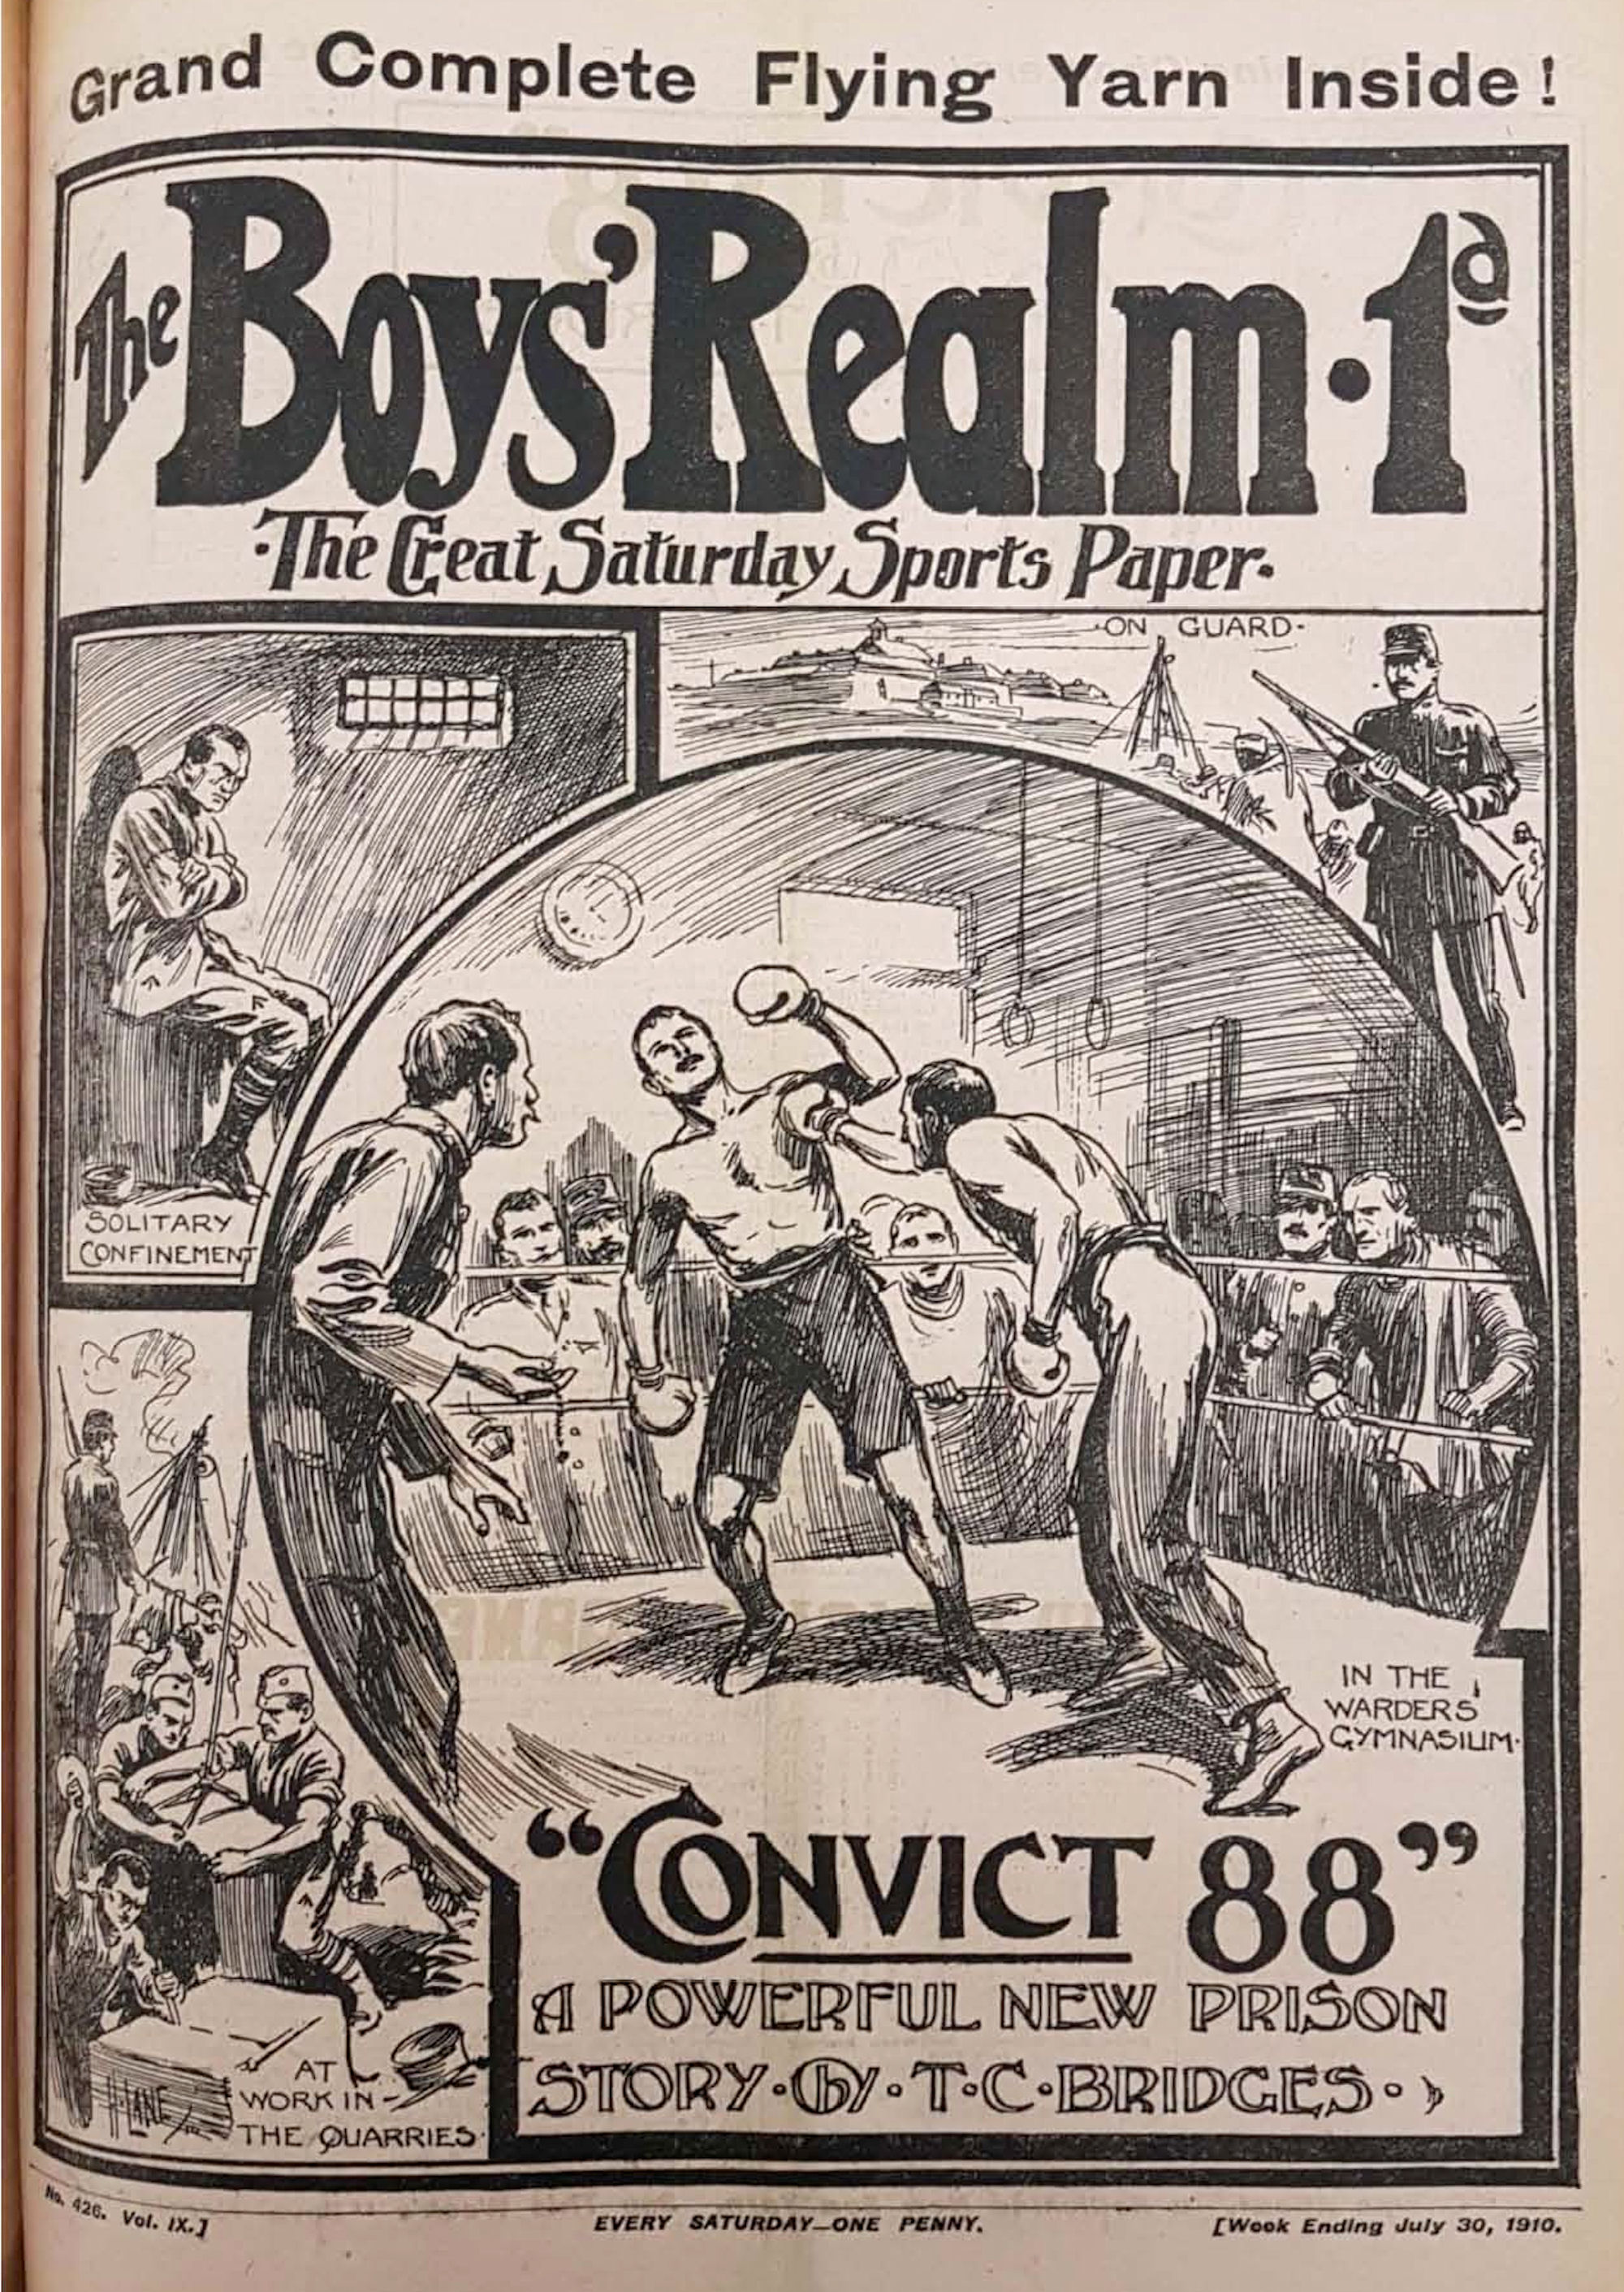 Grand Complete Flying Yarn Inside!
The Boys' Realm · 1d
·The Great Saturday Sports Paper·
·ON GUARD·
SOLITARY
CONFINEMENT
IN THE
WARDERS'
GYMNASIUM·
"CONVICT 88"
A POWERFUL NEW PRISON
STORY·by·T·C·BRIDGES·
AT
WORK IN
THE QUARRIES·
H·LANE
No. 426. Vol. IX.]
EVERY SATURDAY—ONE PENNY.
[Week Ending July 30, 1910.